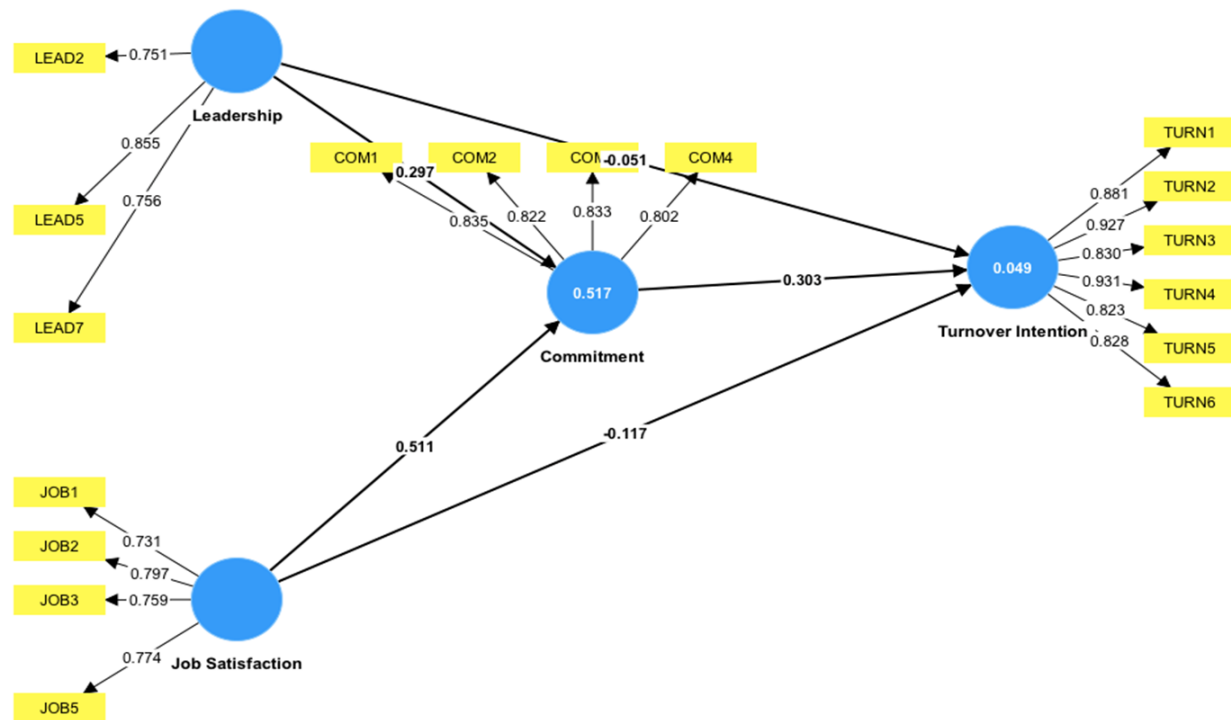 LEAD2
0.751
Leadership
0.855
0.756
LEAD5
LEAD7
COM1
0.297
COM2
-0.051
COM4
0.835
0.822
0.833
0.802
0.517
Commitment
0.303
0.511
-0.117
TURN1
TURN2
TURN3
TURN4
TURN5
TURN6
0.881
0.927
0.830
0.931
0.823
0.828
0.049
Turnover Intention
JOB1
JOB2
JOB3
JOB5
0.731
0.797
0.759
0.774
Job Satisfaction